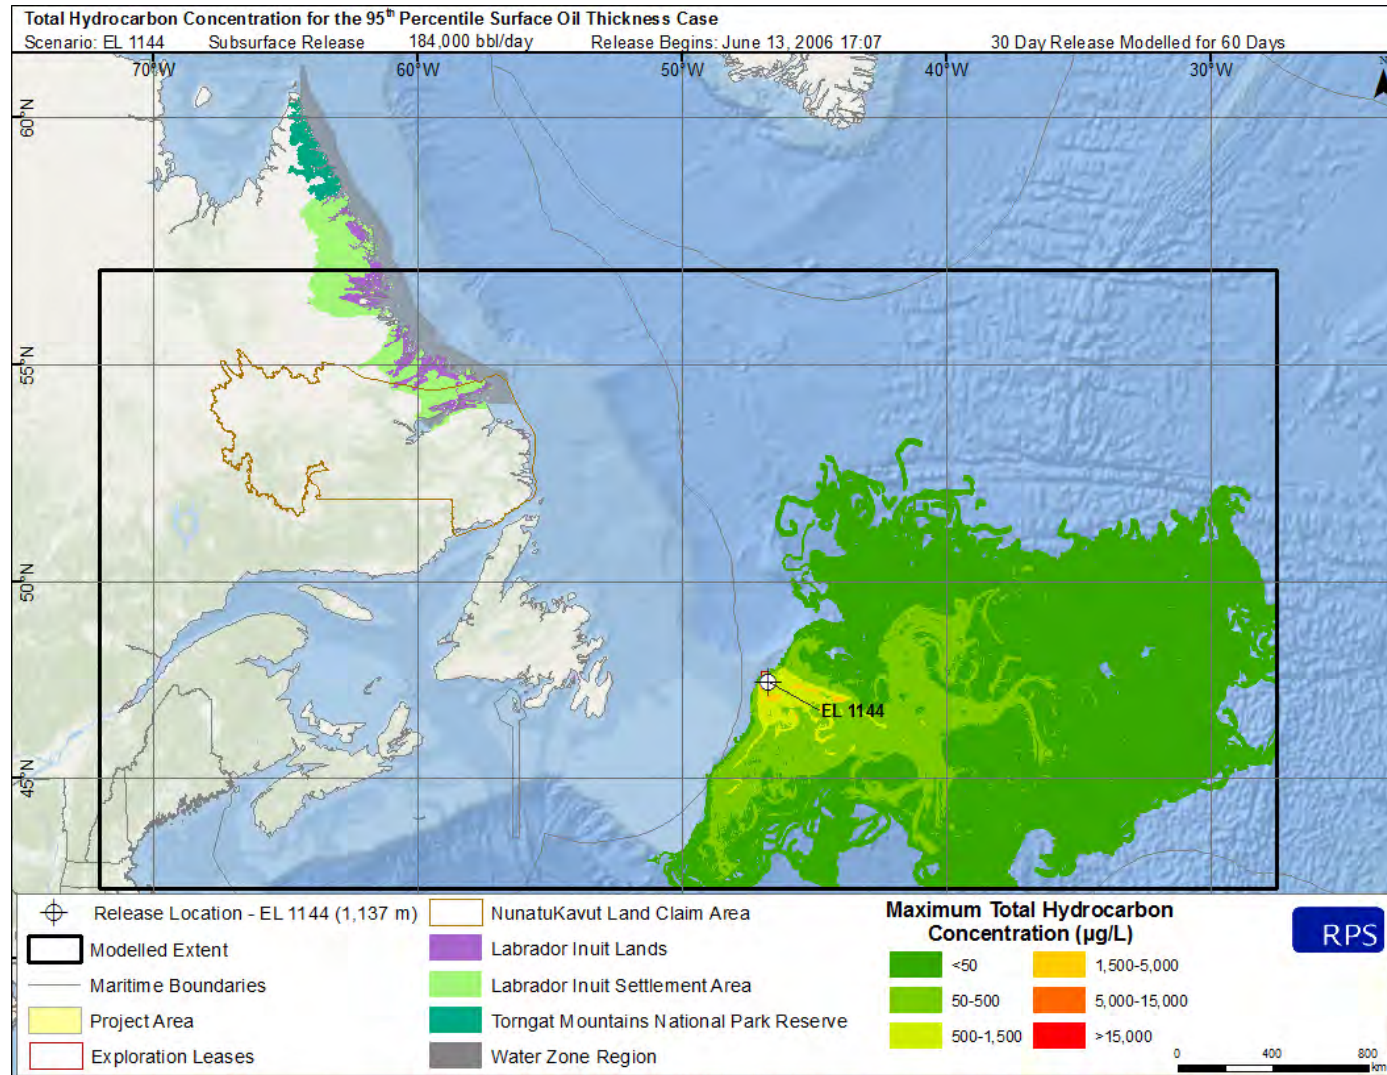 Total Hydrocarbon Concentration for the 95th Percentile Surface Oil Thickness Case
Scenario: EL 1144 Subsurface Release 184,000 bbl/day Release Begins: June 13, 2006 17:07 30 Day Release Modelled for 60 Days
70°W 60°W 50°W 40°W 30°W
N
60°N
55°N
50°N
45°N
EL 1144
Release Location - EL 1144 (1,137 m)
Modelled Extent
Maritime Boundaries
Project Area
Exploration Leases
NunatuKavut Land Claim Area
Labrador Inuit Lands
Labrador Inuit Settlement Area
Torngat Mountains National Park Reserve
Water Zone Region
Maximum Total Hydrocarbon
Concentration (µg/L)
<50
50-500
500-1,500
1,500-5,000
5,000-15,000
>15,000
RPS
0 400 800
km